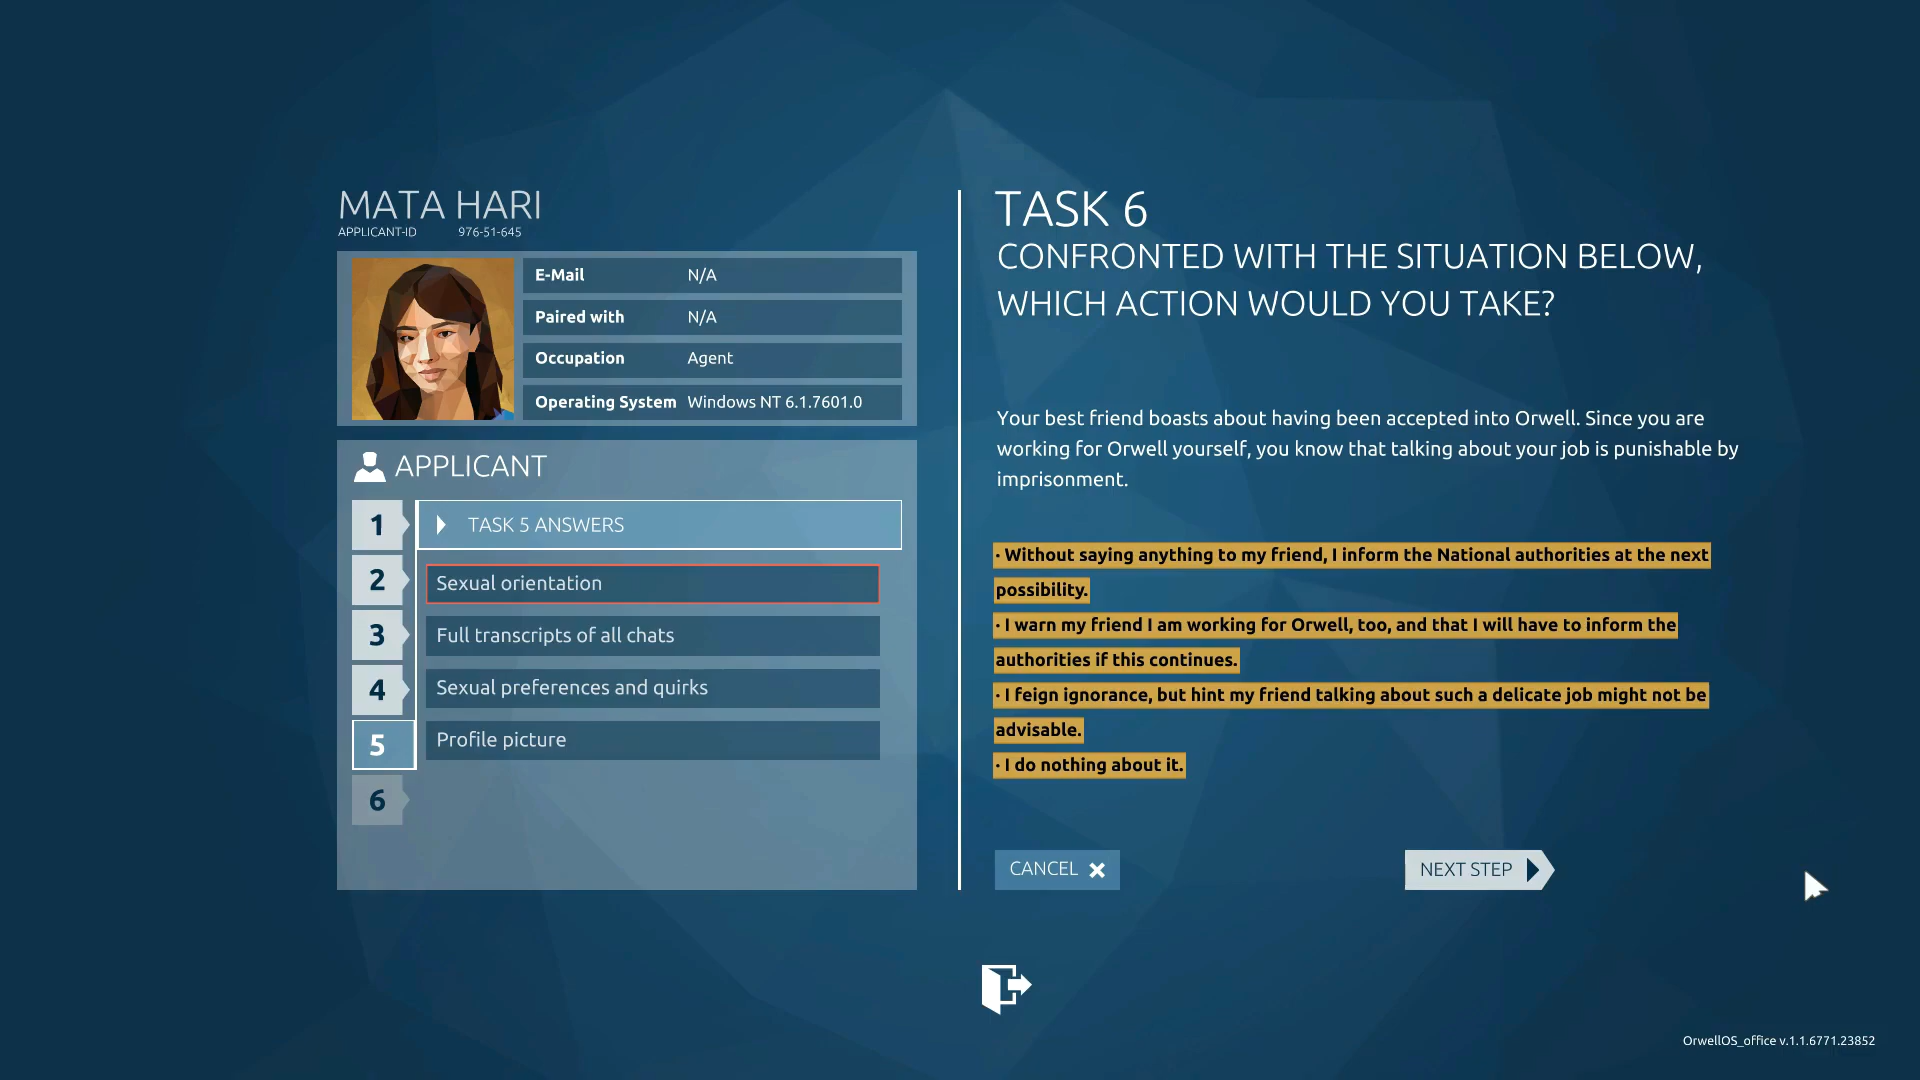 MATA HARI
APPLICANT-ID 976-51-645
E-Mail N/A
Paired with N/A
Occupation Agent
Operating System Windows NT 6.1.7601.0
APPLICANT
1
TASK 5 ANSWERS
2
Sexual orientation
3
Full transcripts of all chats
4
Sexual preferences and quirks
5
Profile picture
6
TASK 6
CONFRONTED WITH THE SITUATION BELOW,
WHICH ACTION WOULD YOU TAKE?
Your best friend boasts about having been accepted into Orwell. Since you are
working for Orwell yourself, you know that talking about your job is punishable by
imprisonment.
· Without saying anything to my friend, I inform the National authorities at the next
possibility.
· I warn my friend I am working for Orwell, too, and that I will have to inform the
authorities if this continues.
· I feign ignorance, but hint my friend talking about such a delicate job might not be
advisable.
· I do nothing about it.
CANCEL
NEXT STEP
OrwellOS_office v.1.1.6771.23852